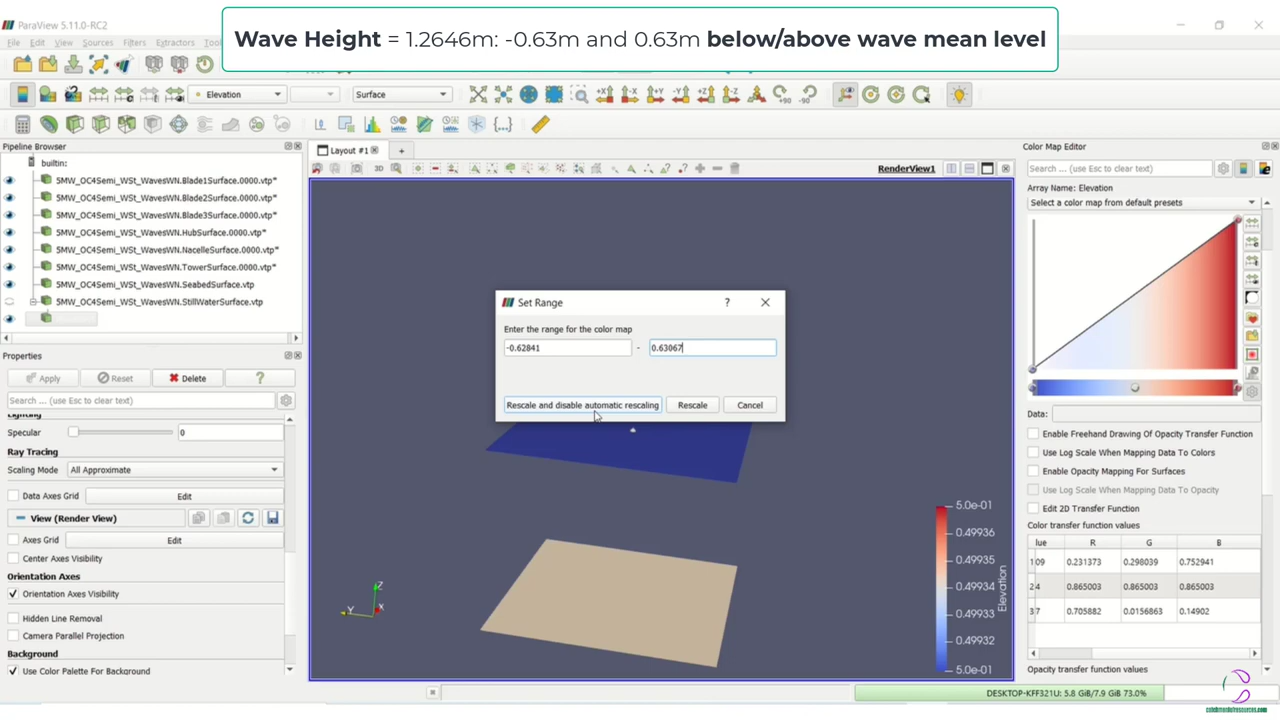 Wave Height = 1.2646m: -0.63m and 0.63m below/above wave mean level
ParaView 5.11.0-RC2
File Edit View Sources Filters Extractors
Elevation
Surface
+X -X +Y -Y +Z -Z +90 -90
Pipeline Browser
builtin:
5MW_OC4Semi_WSt_WavesWN.Blade1Surface.0000.vtp*
5MW_OC4Semi_WSt_WavesWN.Blade2Surface.0000.vtp*
5MW_OC4Semi_WSt_WavesWN.Blade3Surface.0000.vtp*
5MW_OC4Semi_WSt_WavesWN.HubSurface.0000.vtp*
5MW_OC4Semi_WSt_WavesWN.NacelleSurface.0000.vtp*
5MW_OC4Semi_WSt_WavesWN.TowerSurface.0000.vtp*
5MW_OC4Semi_WSt_WavesWN.SeabedSurface.vtp
5MW_OC4Semi_WSt_WavesWN.StillWaterSurface.vtp
Properties
Apply Reset Delete ?
Search ... (use Esc to clear text)
Lighting
Specular 0
Ray Tracing
Scaling Mode All Approximate
Data Axes Grid Edit
View (Render View)
Axes Grid Edit
Center Axes Visibility
Orientation Axes
Orientation Axes Visibility
Hidden Line Removal
Camera Parallel Projection
Background
Use Color Palette For Background
Layout #1 +
3D
RenderView1
Set Range ?
Enter the range for the color map
-0.62841 - 0.63067
Rescale and disable automatic rescaling Rescale Cancel
Z
Y X
5.0e-01
0.49936
0.49935
0.49934
0.49933
0.49932
5.0e-01
Elevation
Color Map Editor
Search ... (use Esc to clear text)
Array Name: Elevation
Select a color map from default presets
Data:
Enable Freehand Drawing Of Opacity Transfer Function
Use Log Scale When Mapping Data To Colors
Enable Opacity Mapping For Surfaces
Use Log Scale When Mapping Data To Opacity
Edit 2D Transfer Function
Color transfer function values
lue R G B
1 09 0.231373 0.298039 0.752941
2 4 0.865003 0.865003 0.865003
3 7 0.705882 0.0156863 0.14902
Opacity transfer function values
DESKTOP-KFF321U: 5.8 GiB/7.9 GiB 73.0%